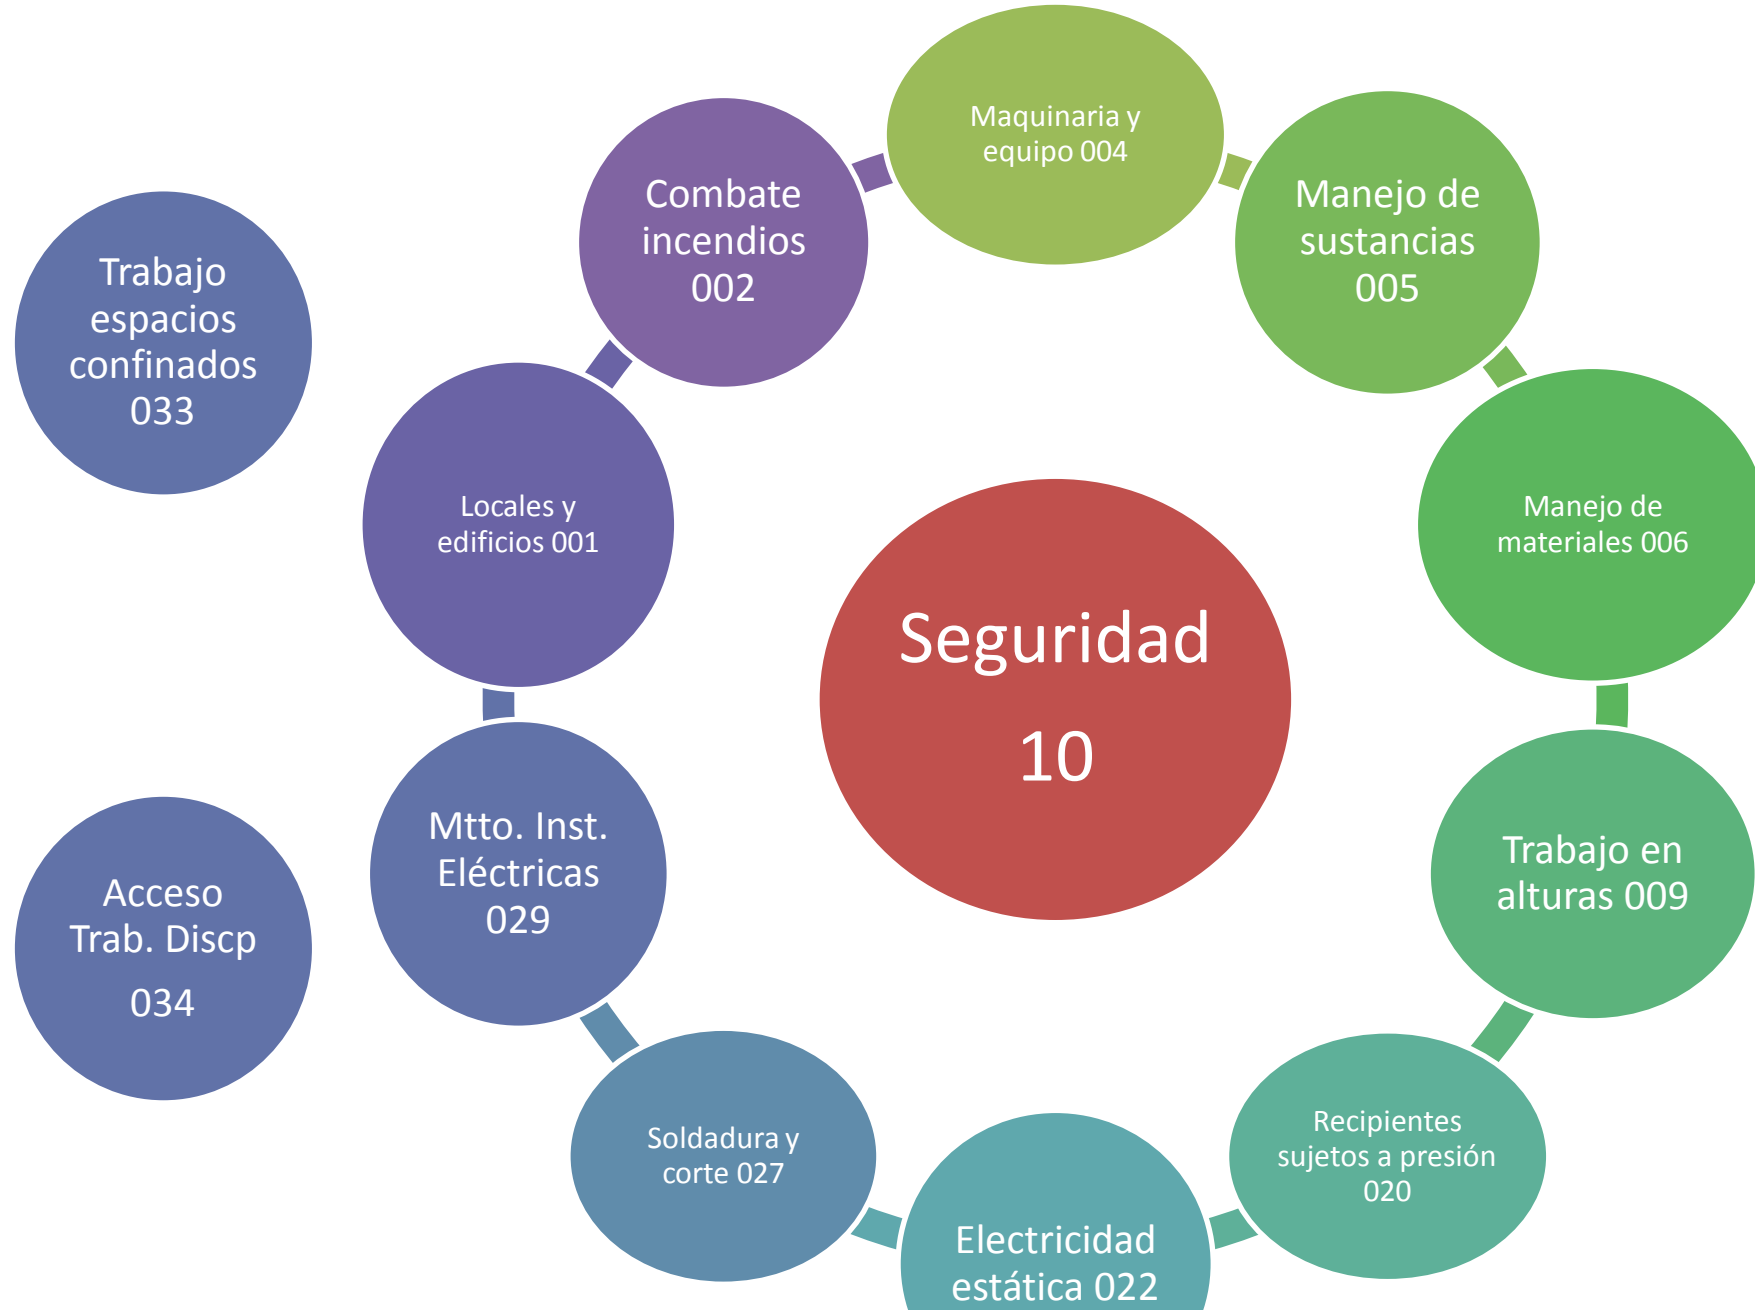 Maquinaria y
equipo 004
Combate
incendios
002
Manejo de
sustancias
005
Trabajo
espacios
confinados
033
Locales y
edificios 001
Manejo de
materiales 006
Seguridad
10
Mtto. Inst.
Eléctricas
029
Trabajo en
alturas 009
Acceso
Trab. Discp
034
Soldadura y
corte 027
Recipientes
sujetos a presión
020
Electricidad
estática 022